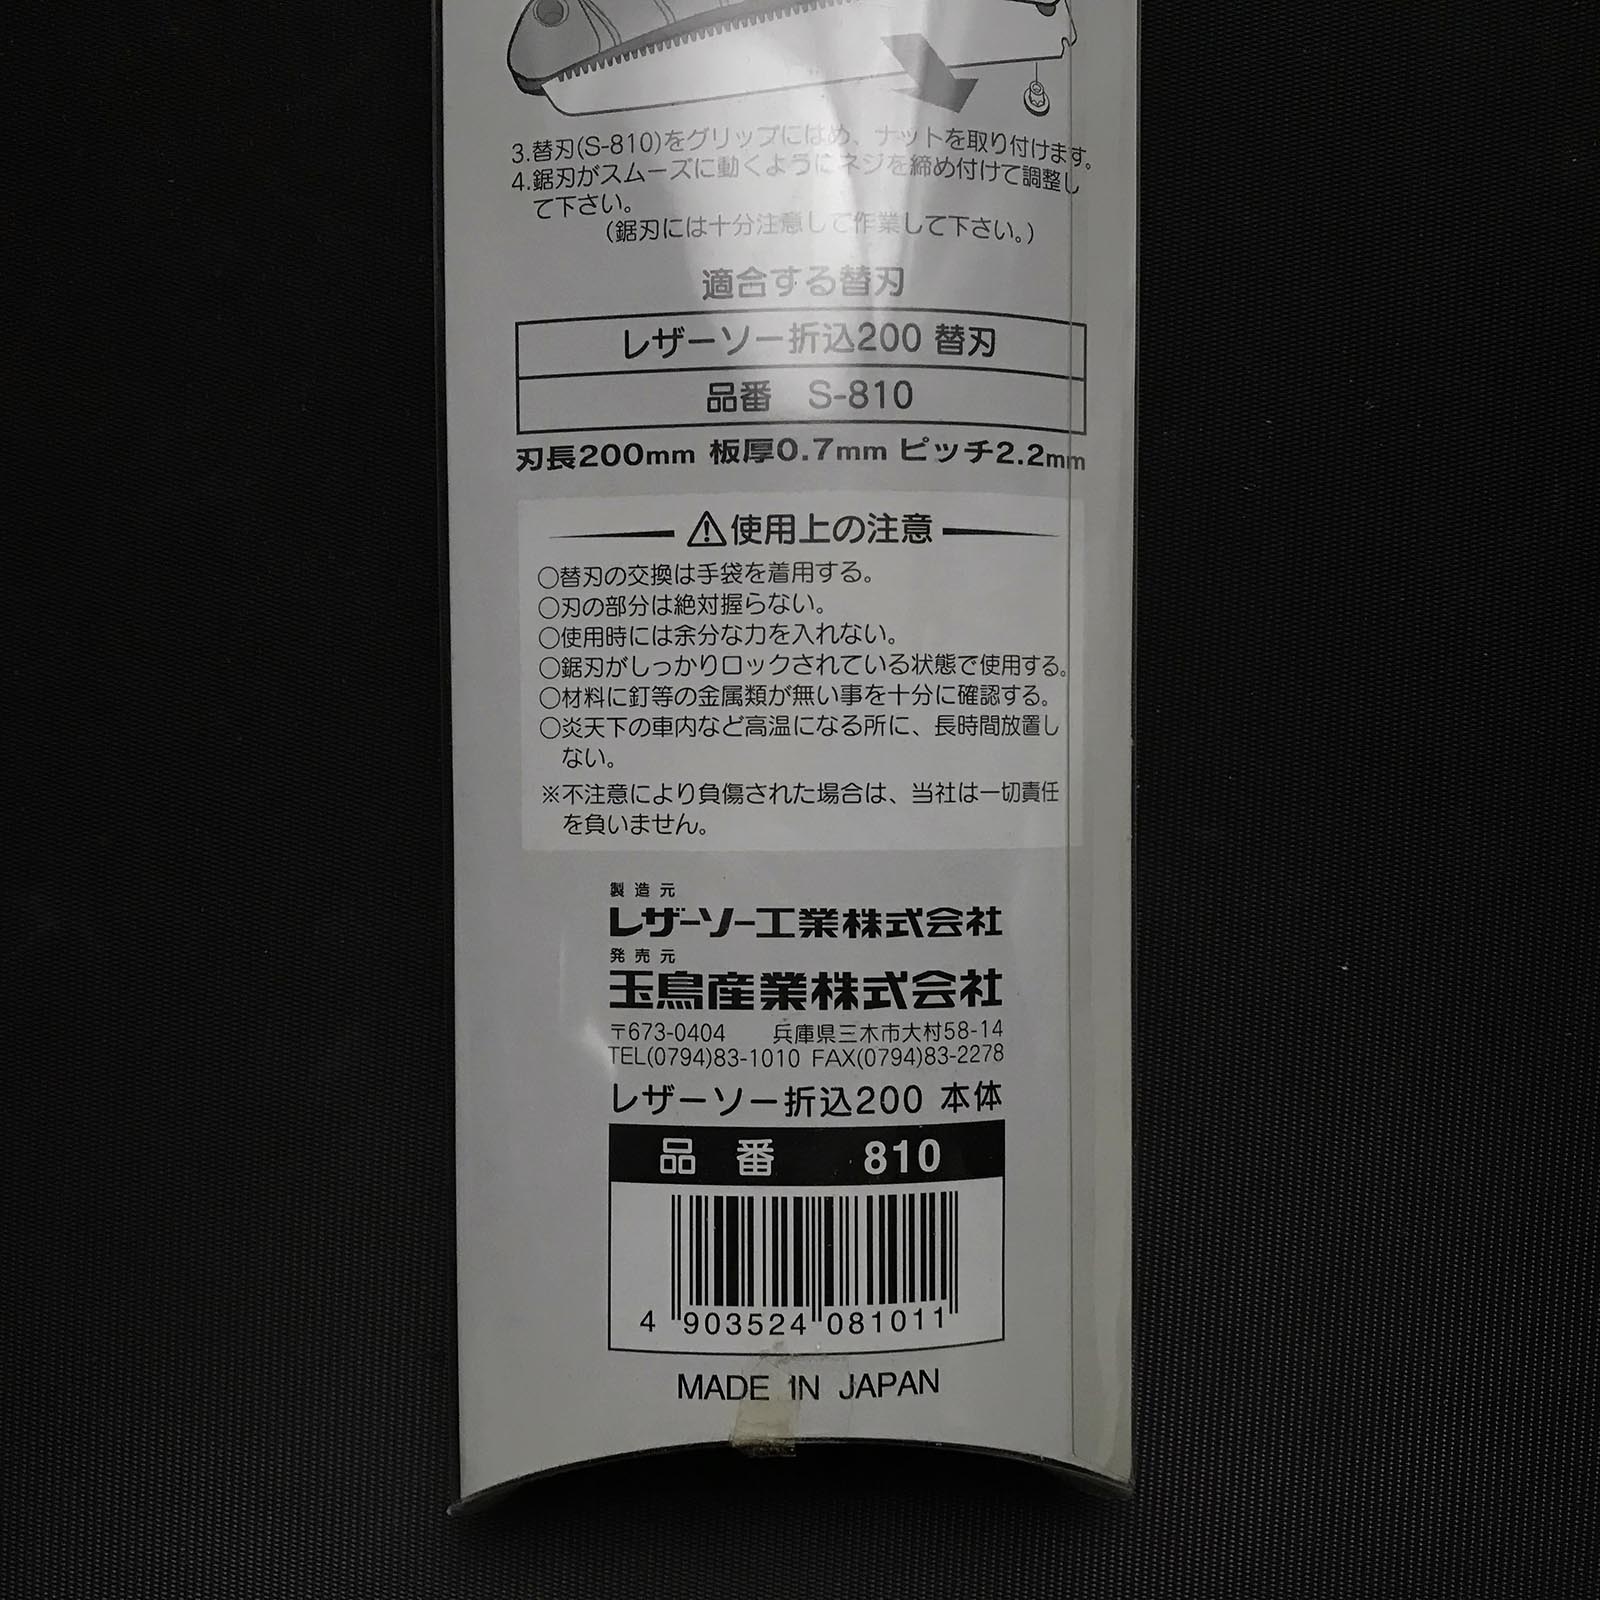 3.替刃(S-810)をグリップにはめ、ナットを取り付けます。
4.鋸刃がスムーズに動くようにネジを締め付けて調整し
て下さい。
(鋸刃には十分注意して作業して下さい。)
適合する替刃
レザーソー折込200 替刃
品番 S-810
刃長200mm 板厚0.7mm ピッチ2.2mm
⚠使用上の注意
○替刃の交換は手袋を着用する。
○刃の部分は絶対握らない。
○使用時には余分な力を入れない。
○鋸刃がしっかりロックされている状態で使用する。
○材料に釘等の金属類が無い事を十分に確認する。
○炎天下の車内など高温になる所に、長時間放置し
ない。
※不注意により負傷された場合は、当社は一切責任
を負いません。
製造元
レザーソー工業株式会社
発売元
玉鳥産業株式会社
〒673-0404 兵庫県三木市大村58-14
TEL(0794)83-1010 FAX(0794)83-2278
レザーソー折込200 本体
品番 810
4 903524 081011
MADE IN JAPAN